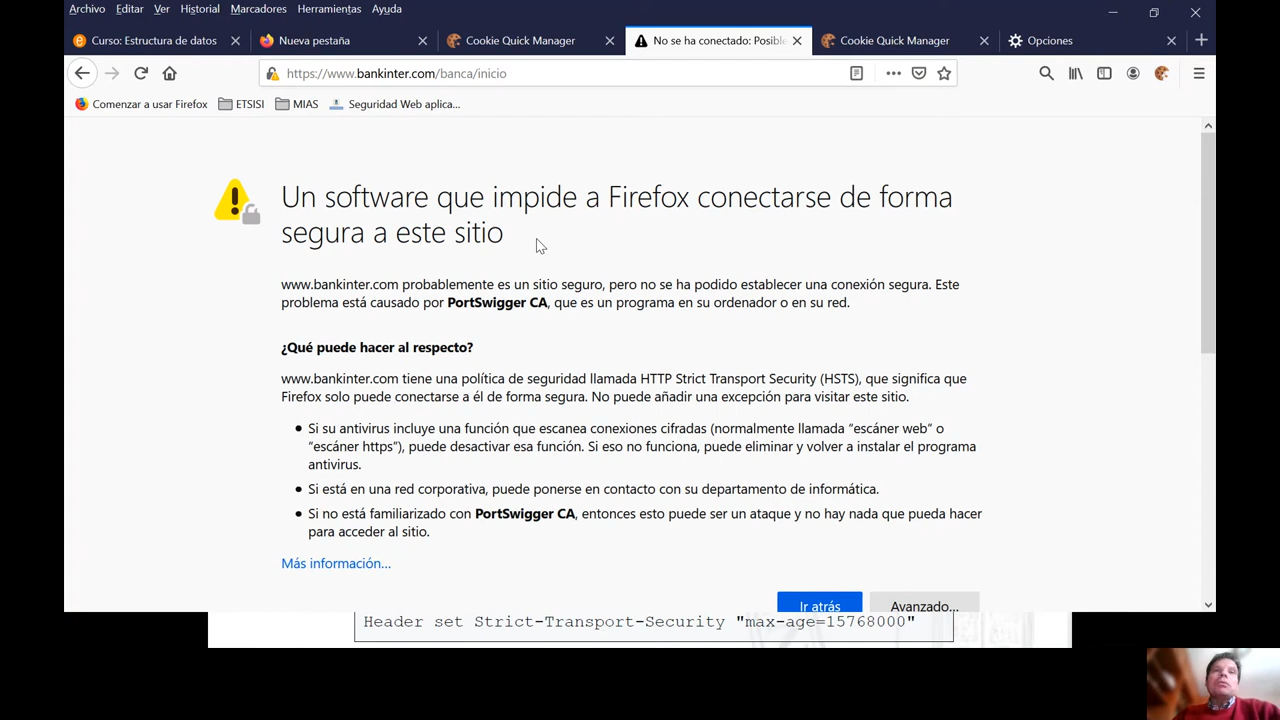 Archivo Editar Ver Historial Marcadores Herramientas Ayuda
Curso: Estructura de datos
Nueva pestaña
Cookie Quick Manager
No se ha conectado: Posible
Cookie Quick Manager
Opciones
https://www.bankinter.com/banca/inicio
Comenzar a usar Firefox ETSISI MIAS Seguridad Web aplica...
Un software que impide a Firefox conectarse de forma
segura a este sitio
www.bankinter.com probablemente es un sitio seguro, pero no se ha podido establecer una conexión segura. Este
problema está causado por PortSwigger CA, que es un programa en su ordenador o en su red.
¿Qué puede hacer al respecto?
www.bankinter.com tiene una política de seguridad llamada HTTP Strict Transport Security (HSTS), que significa que
Firefox solo puede conectarse a él de forma segura. No puede añadir una excepción para visitar este sitio.
Si su antivirus incluye una función que escanea conexiones cifradas (normalmente llamada “escáner web” o
“escáner https”), puede desactivar esa función. Si eso no funciona, puede eliminar y volver a instalar el programa
antivirus.
Si está en una red corporativa, puede ponerse en contacto con su departamento de informática.
Si no está familiarizado con PortSwigger CA, entonces esto puede ser un ataque y no hay nada que pueda hacer
para acceder al sitio.
Más información...
Ir atrás Avanzado...
Header set Strict-Transport-Security "max-age=15768000"